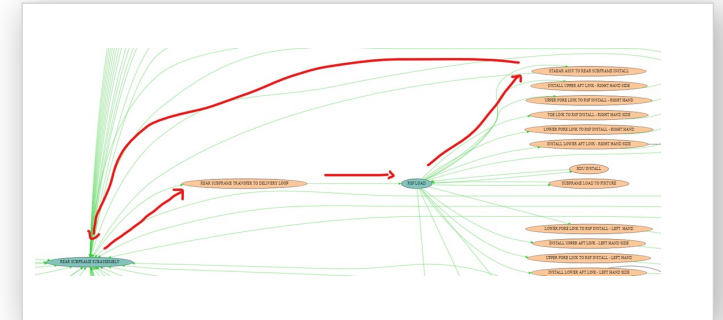 STABAR ASSY TO REAR SUBFRAME INSTALL
INSTALL UPPER AFT LINK - RIGHT HAND SIDE
UPPER FORE LINK TO RSF INSTALL - RIGHT HAND
TOE LINK TO RSF INSTALL - RIGHT HAND SIDE
LOWER FORE LINK TO RSF INSTALL - RIGHT HAND
INSTALL LOWER AFT LINK - RIGHT HAND SIDE
RDU INSTALL
REAR SUBFRAME TRANSFER TO DELIVERY LOOP
RSF LOAD
SUBFRAME LOAD TO FIXTURE
LOWER FORE LINK TO RSF INSTALL - LEFT HAND
INSTALL UPPER AFT LINK - LEFT HAND SIDE
UPPER FORE LINK TO RSF INSTALL - LEFT HAND
REAR SUBFRAME SUBASSEMBLY
INSTALL LOWER AFT LINK - LEFT HAND SIDE